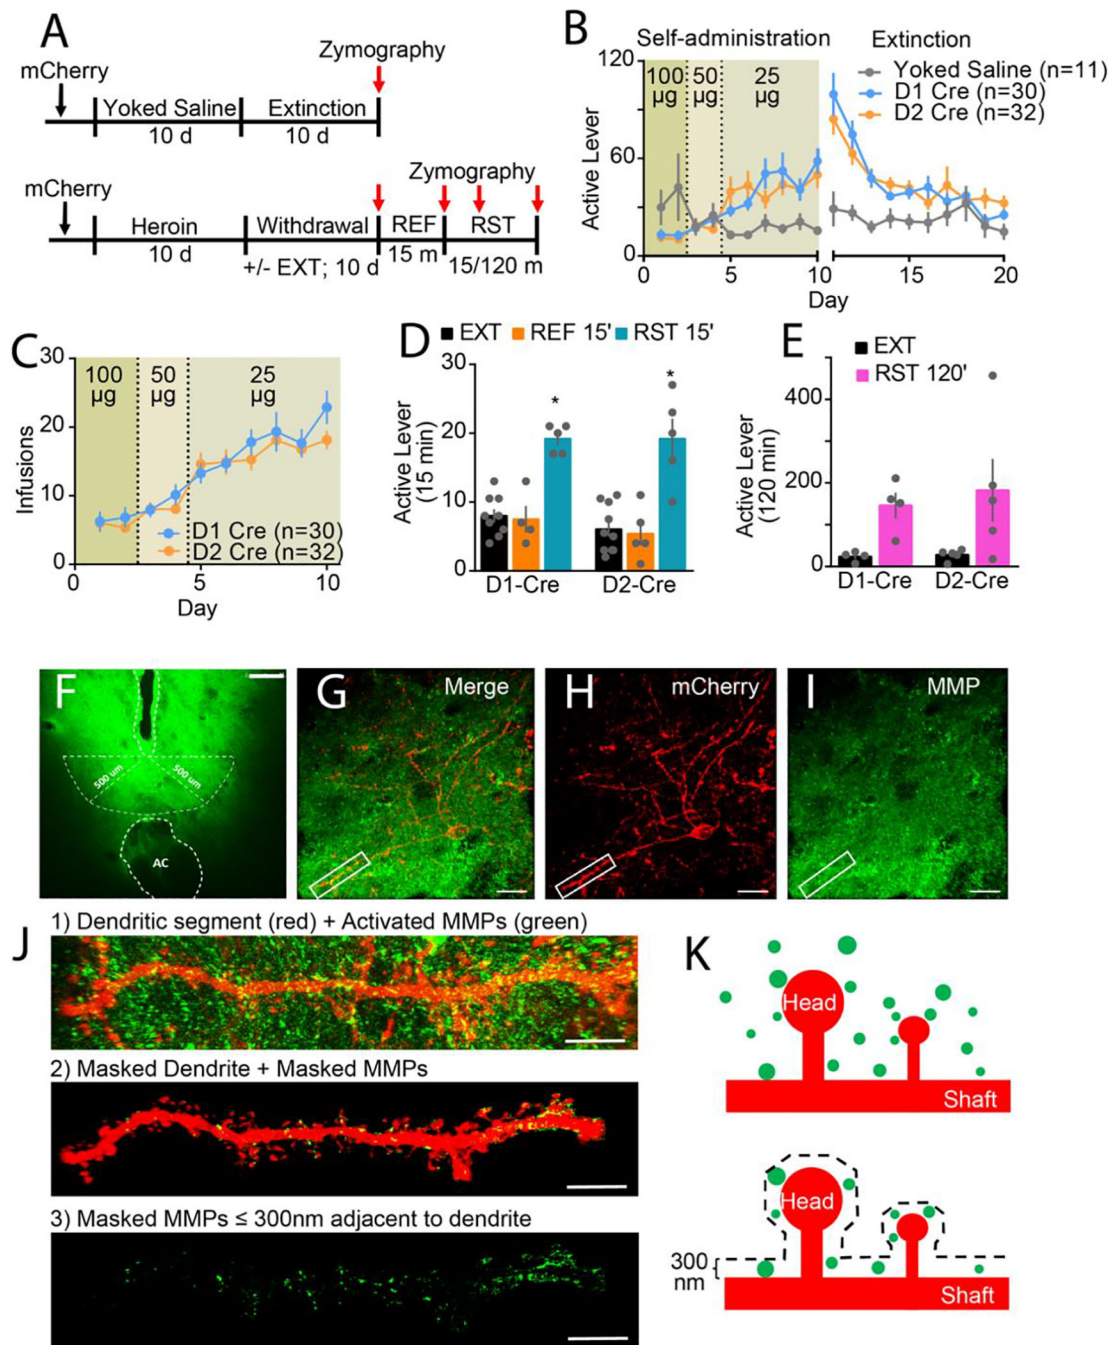 A
Zymography
mCherry
Yoked Saline
Extinction
10 d
10 d
Zymography
mCherry
Heroin
Withdrawal
REF
RST
10 d
+/- EXT; 10 d
15 m
15/120 m
B
Self-administration
Extinction
100 µg
50 µg
25 µg
Yoked Saline (n=11)
D1 Cre (n=30)
D2 Cre (n=32)
Active Lever
120
60
0
0
5
10
15
20
Day
C
100 µg
50 µg
25 µg
Infusions
30
20
10
0
D1 Cre (n=30)
D2 Cre (n=32)
0
5
10
Day
D
EXT
REF 15'
RST 15'
Active Lever
(15 min)
30
20
10
0
*
*
D1-Cre
D2-Cre
E
EXT
RST 120'
Active Lever
(120 min)
400
200
0
D1-Cre
D2-Cre
F
500 um
500 um
AC
G
Merge
H
mCherry
I
MMP
J
1) Dendritic segment (red) + Activated MMPs (green)
2) Masked Dendrite + Masked MMPs
3) Masked MMPs ≤ 300nm adjacent to dendrite
K
Head
Shaft
Head
300
nm
Shaft